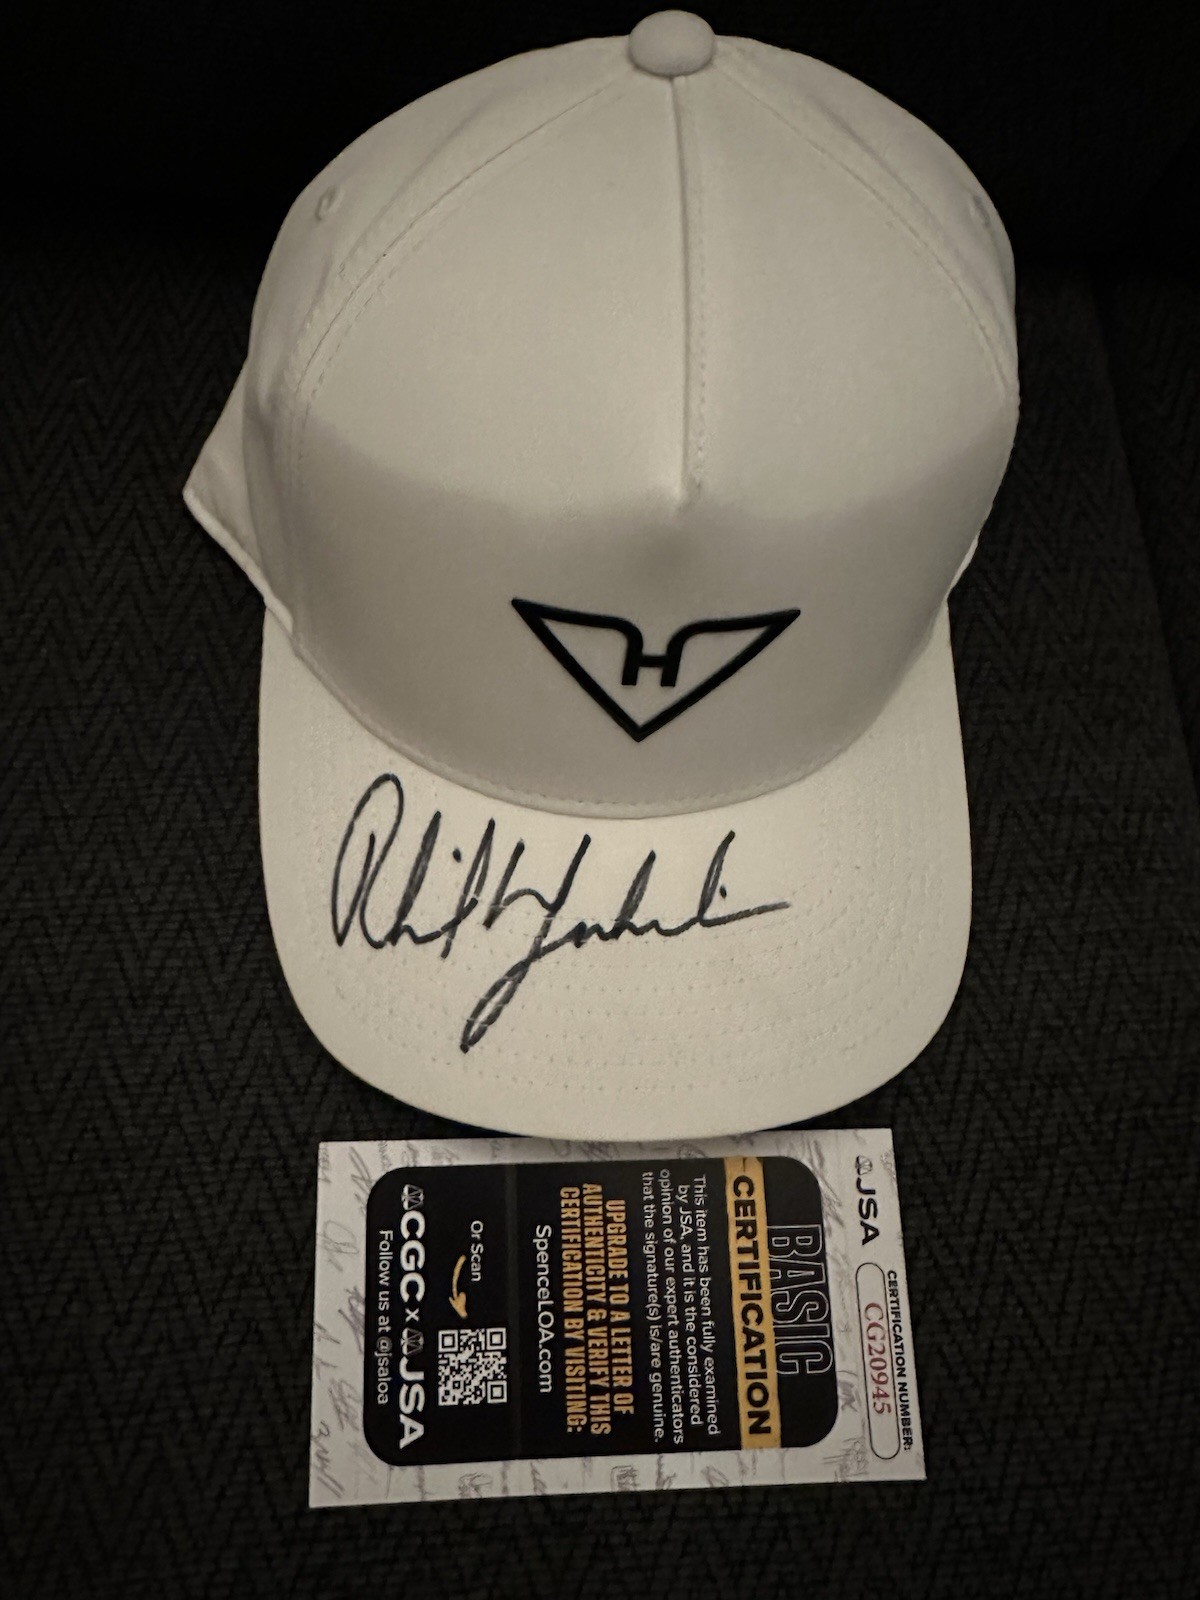 H
Phil Mickelson
JSA
CERTIFICATION NUMBER:
CG20945
BASIC
CERTIFICATION
This item has been fully examined
by JSA, and it is the considered
opinion of our expert authenticators
that the signature(s) is/are genuine.
UPGRADE TO A LETTER OF
AUTHENTICITY & VERIFY THIS
CERTIFICATION BY VISITING:
SpenceLOA.com
Or Scan
CGC x JSA
Follow us at @jsaloa